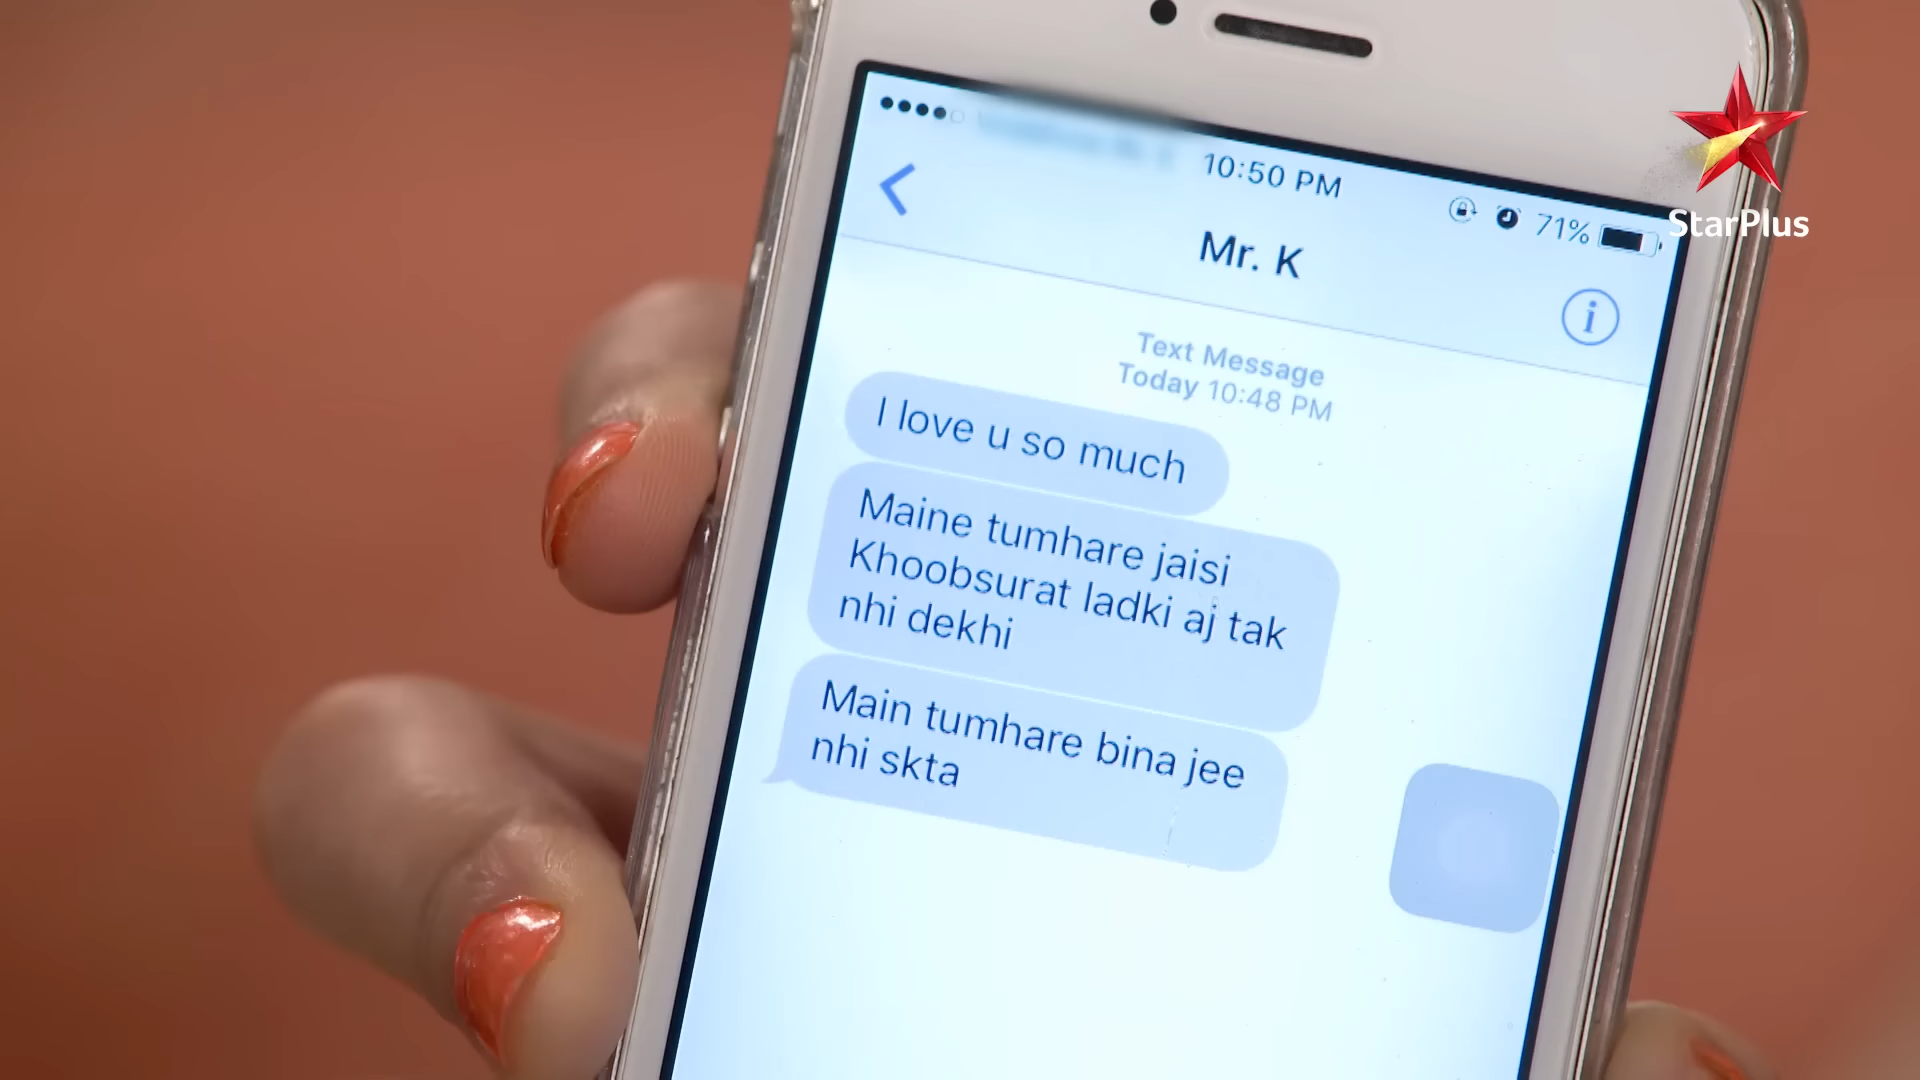 10:50 PM
71%
StarPlus
Mr. K
Text Message
Today 10:48 PM
I love u so much
Maine tumhare jaisi
Khoobsurat ladki aj tak
nhi dekhi
Main tumhare bina jee
nhi skta